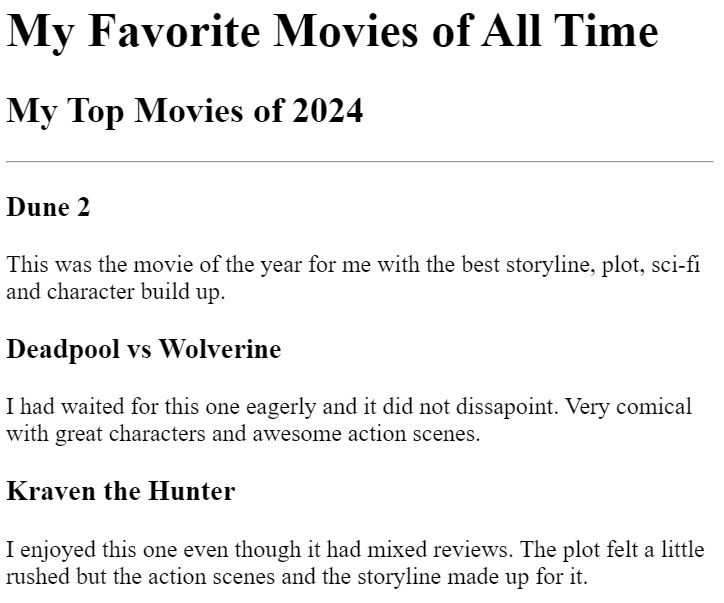 My Favorite Movies of All Time
My Top Movies of 2024
Dune 2
This was the movie of the year for me with the best storyline, plot, sci-fi
and character build up.
Deadpool vs Wolverine
I had waited for this one eagerly and it did not dissapoint. Very comical
with great characters and awesome action scenes.
Kraven the Hunter
I enjoyed this one even though it had mixed reviews. The plot felt a little
rushed but the action scenes and the storyline made up for it.